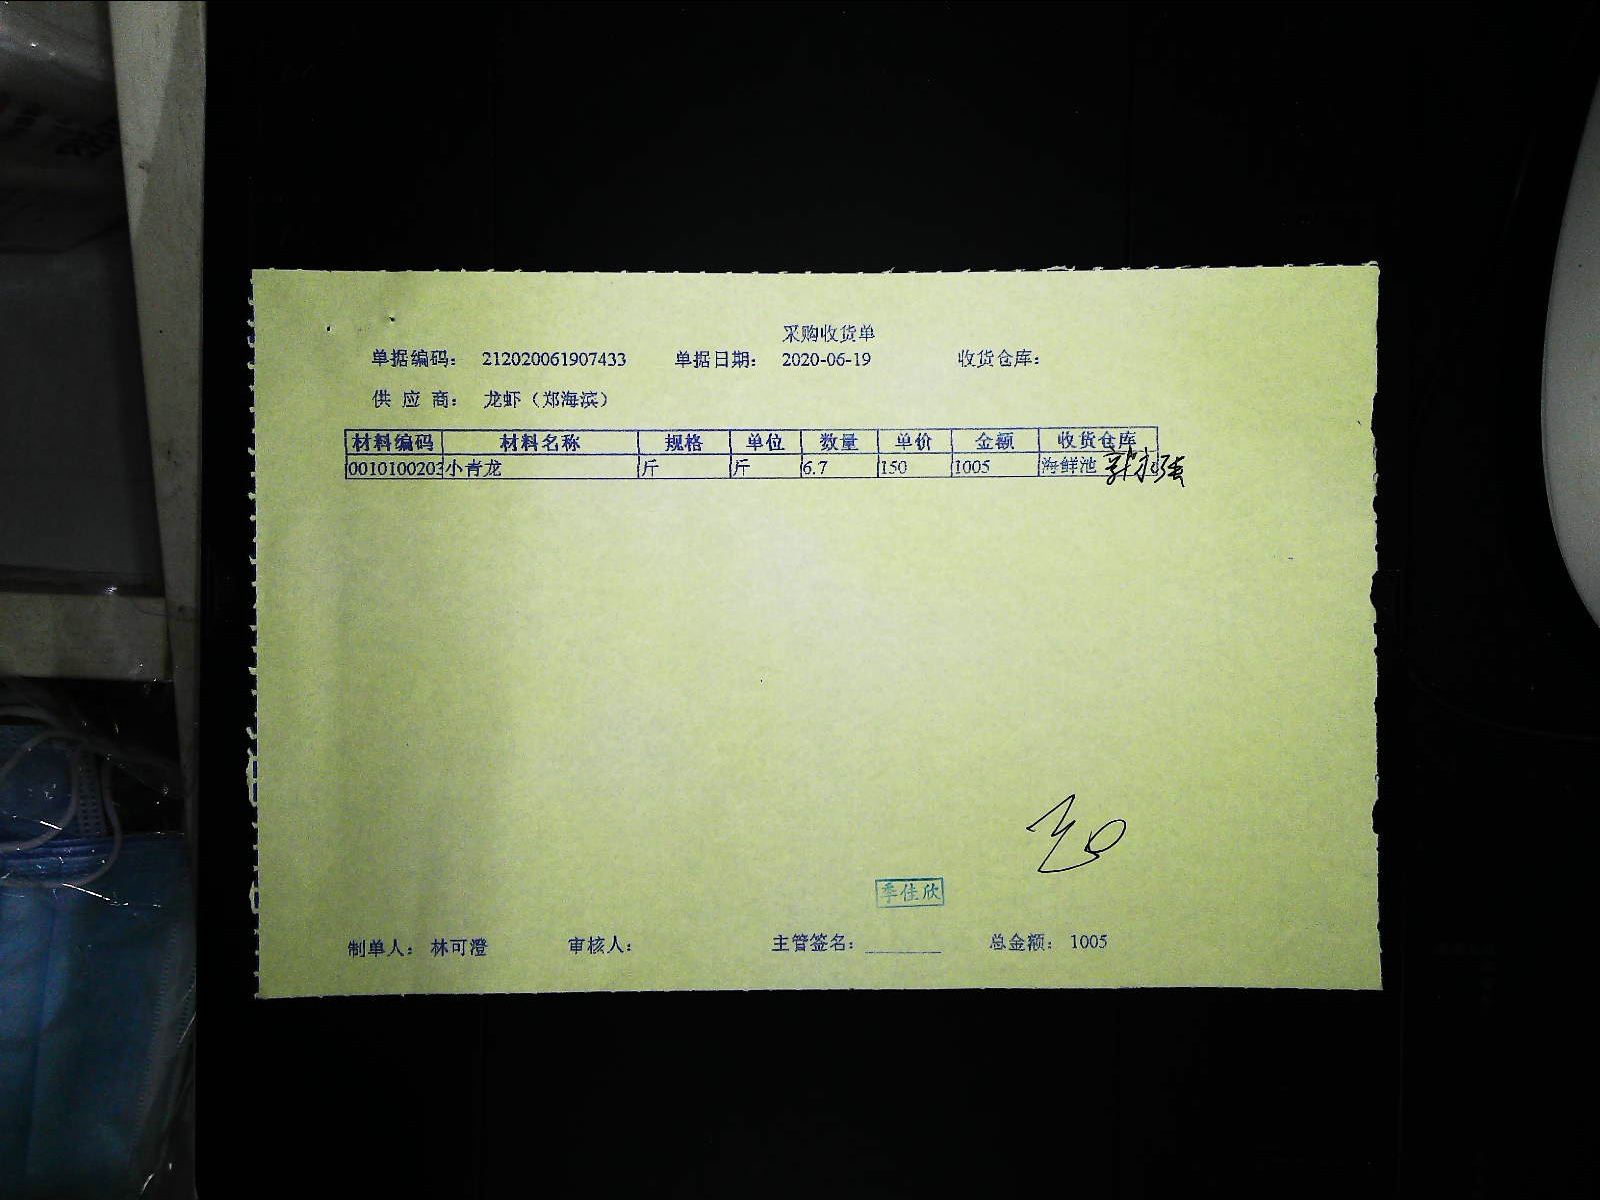 采购收货单
单据编码： 212020061907433 单据日期： 2020-06-19 收货仓库：
供 应 商： 龙虾（郑海滨）
材料编码 材料名称 规格 单位 数量 单价 金额 收货仓库
0010100203 小青龙 斤 斤 6.7 150 1005 海鲜池
季佳欣
制单人： 林可澄 审核人： 主管签名：________ 总金额： 1005